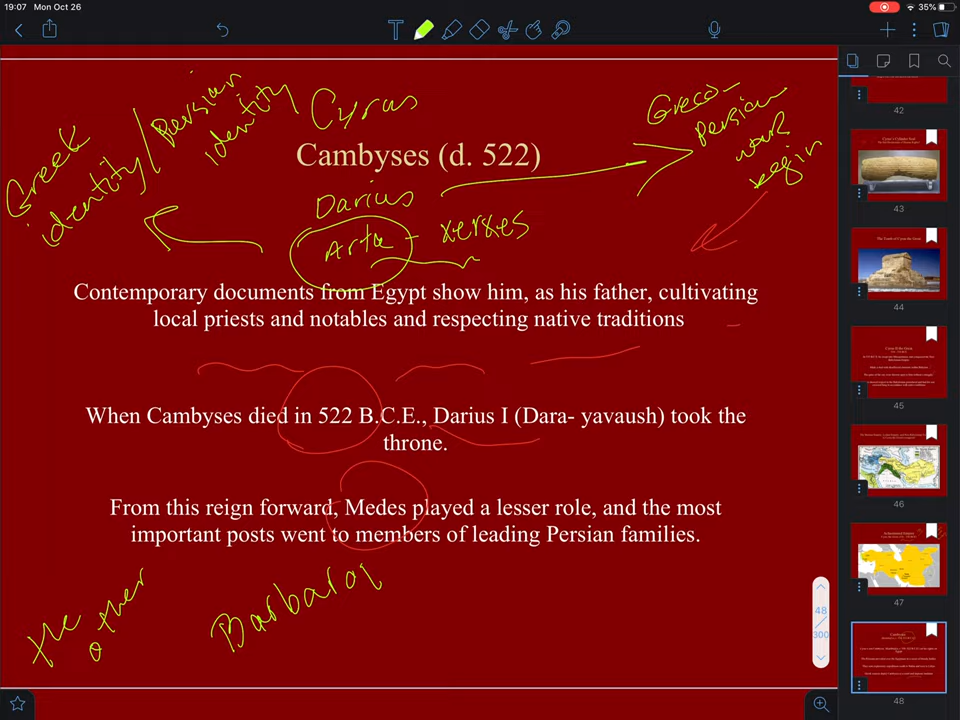 19:07 Mon Oct 26
35%
Greek
identity/Persian
identity
Cyrus
Greco-
Persian
begin
Cambyses (d. 522)
Darius
Arta - xerxes
Contemporary documents from Egypt show him, as his father, cultivating
local priests and notables and respecting native traditions
When Cambyses died in 522 B.C.E., Darius I (Dara- yavaush) took the
throne.
From this reign forward, Medes played a lesser role, and the most
important posts went to members of leading Persian families.
the
other
48
300
42
43
44
45
46
47
Cambyses
48